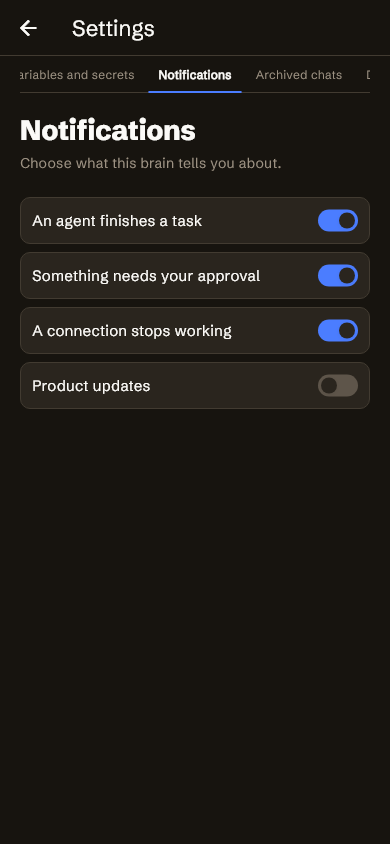 Settings
ariables and secrets
Notifications
Archived chats
Notifications
Choose what this brain tells you about.
An agent finishes a task
Something needs your approval
A connection stops working
Product updates